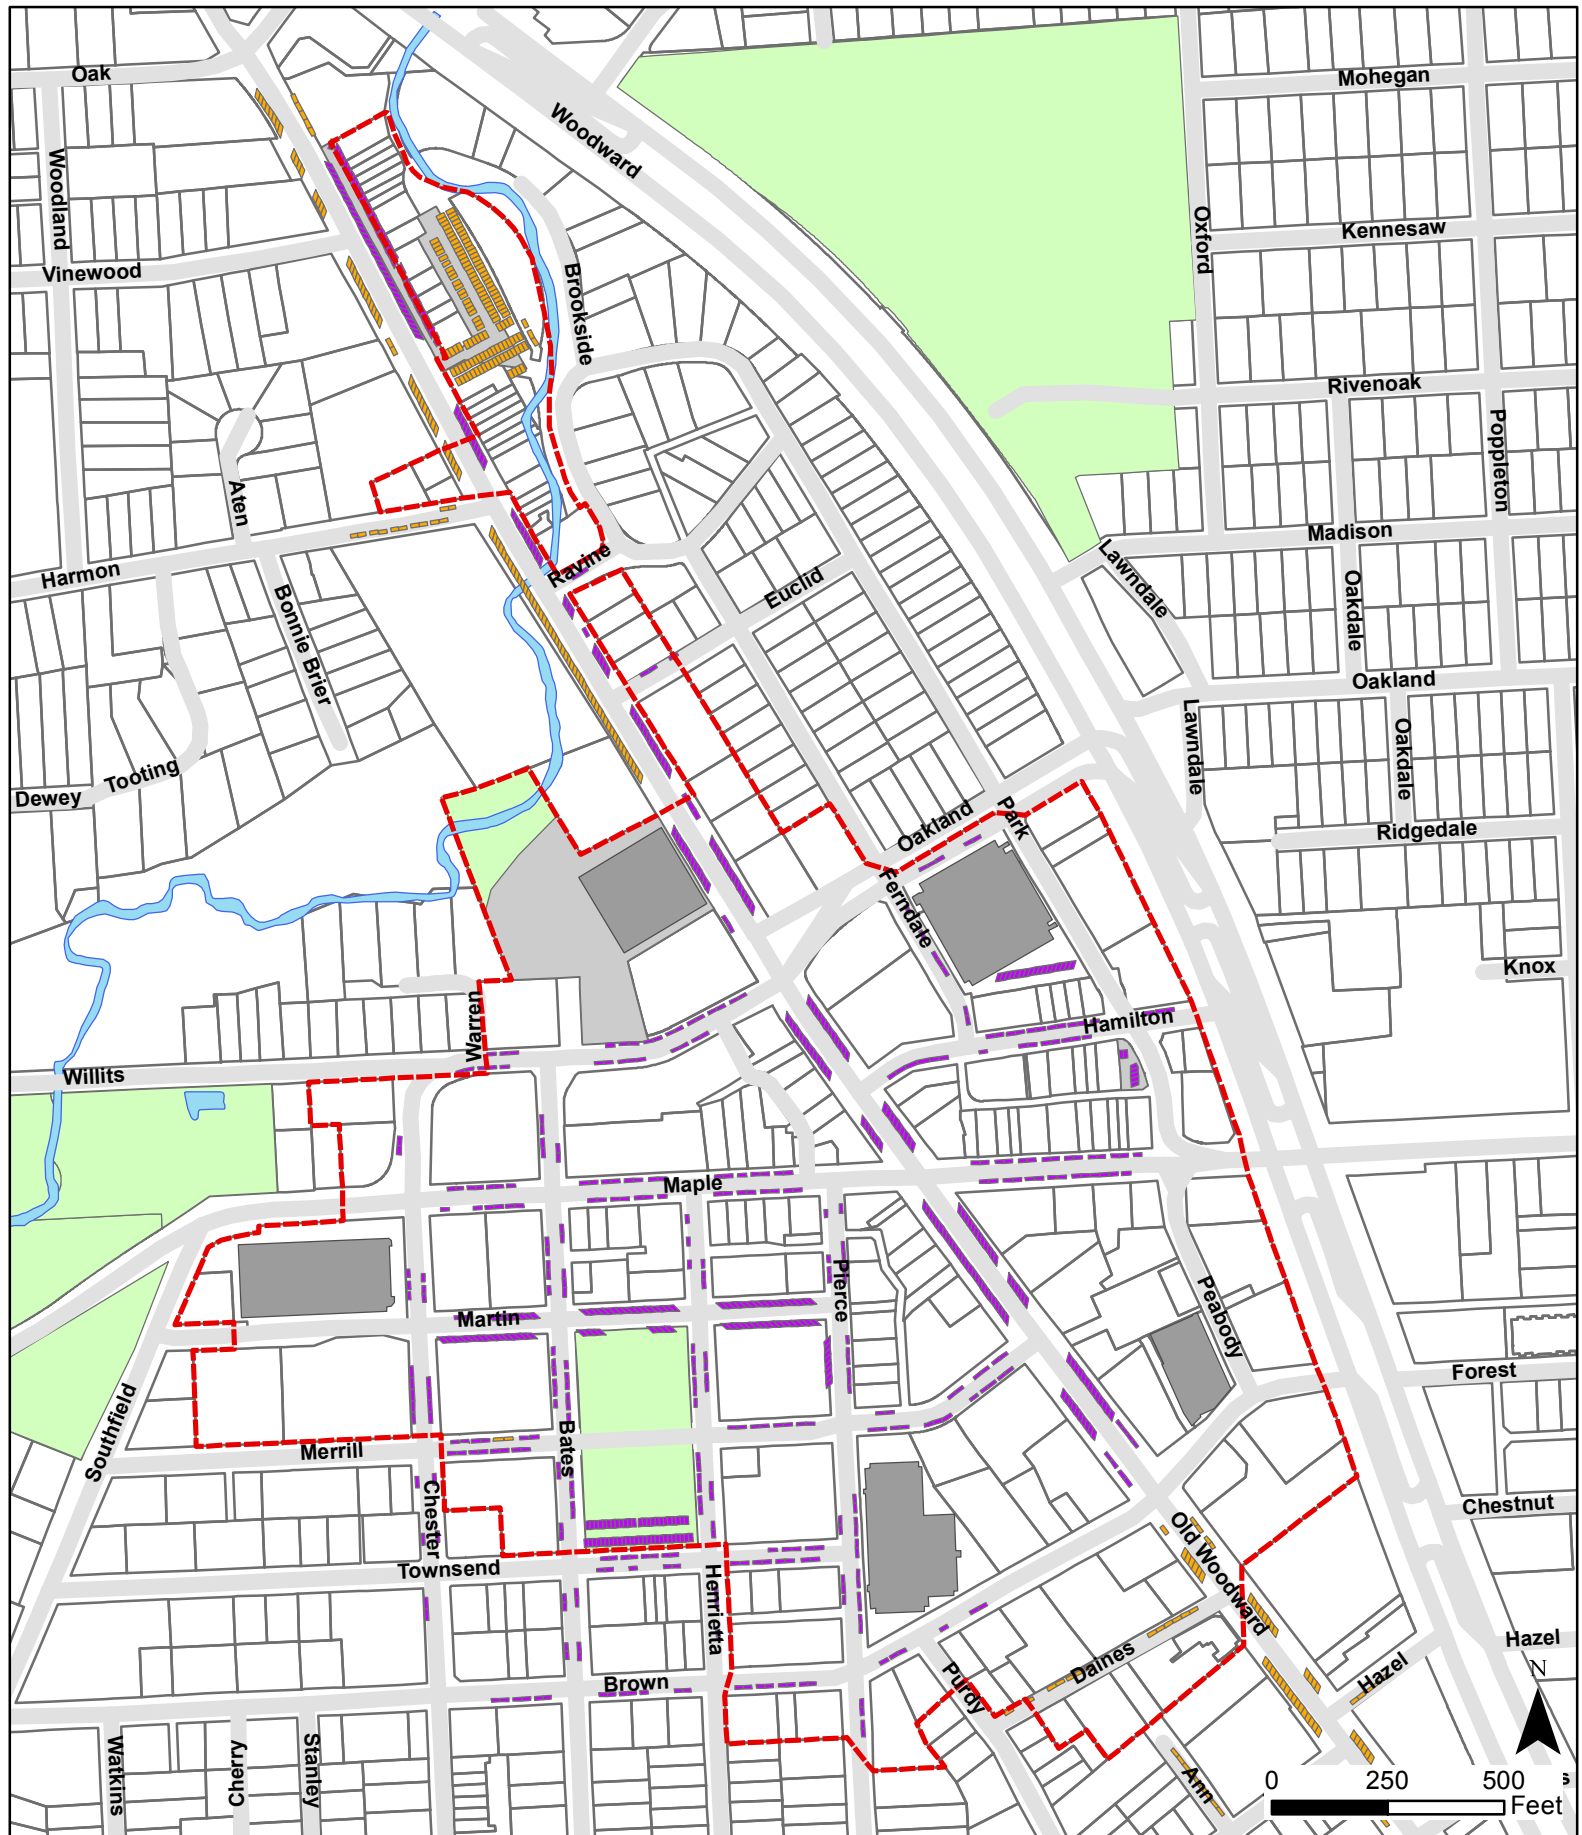 Oak
Mohegan
Woodward
Woodland
Oxford
Kennesaw
Vinewood
Brookside
Rivenoak
Poppleton
Aten
Madison
Lawndale
Harmon
Ravine
Euclid
Oakdale
Bonnie Brier
Oakland
Lawndale
Oakdale
Tooting
Dewey
Oakland
Park
Ridgedale
Ferndale
Knox
Warren
Hamilton
Willits
Maple
Pierce
Peabody
Martin
Forest
Southfield
Bates
Merrill
Chester
Chestnut
Old Woodward
Townsend
Henrietta
Hazel
Daines
Hazel
N
Purdy
Brown
Watkins
Cherry
Stanley
Ann
0 250 500
Feet
s